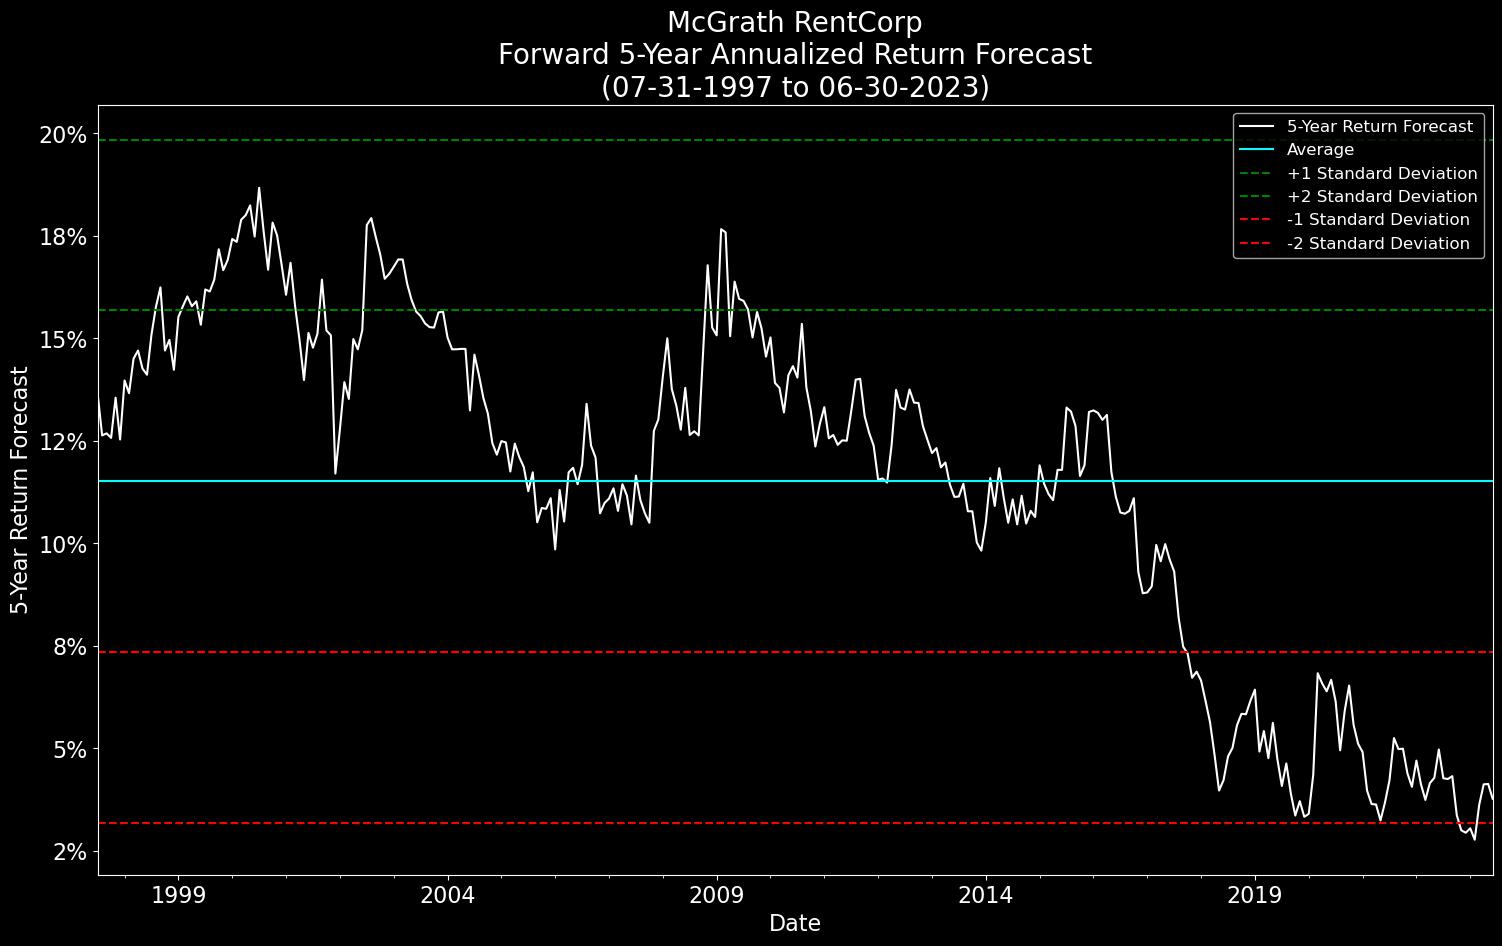 McGrath RentCorp
Forward 5-Year Annualized Return Forecast
(07-31-1997 to 06-30-2023)
5-Year Return Forecast
20%
18%
15%
12%
10%
8%
5%
2%
5-Year Return Forecast
Average
+1 Standard Deviation
+2 Standard Deviation
-1 Standard Deviation
-2 Standard Deviation
1999
2004
2009
2014
2019
Date